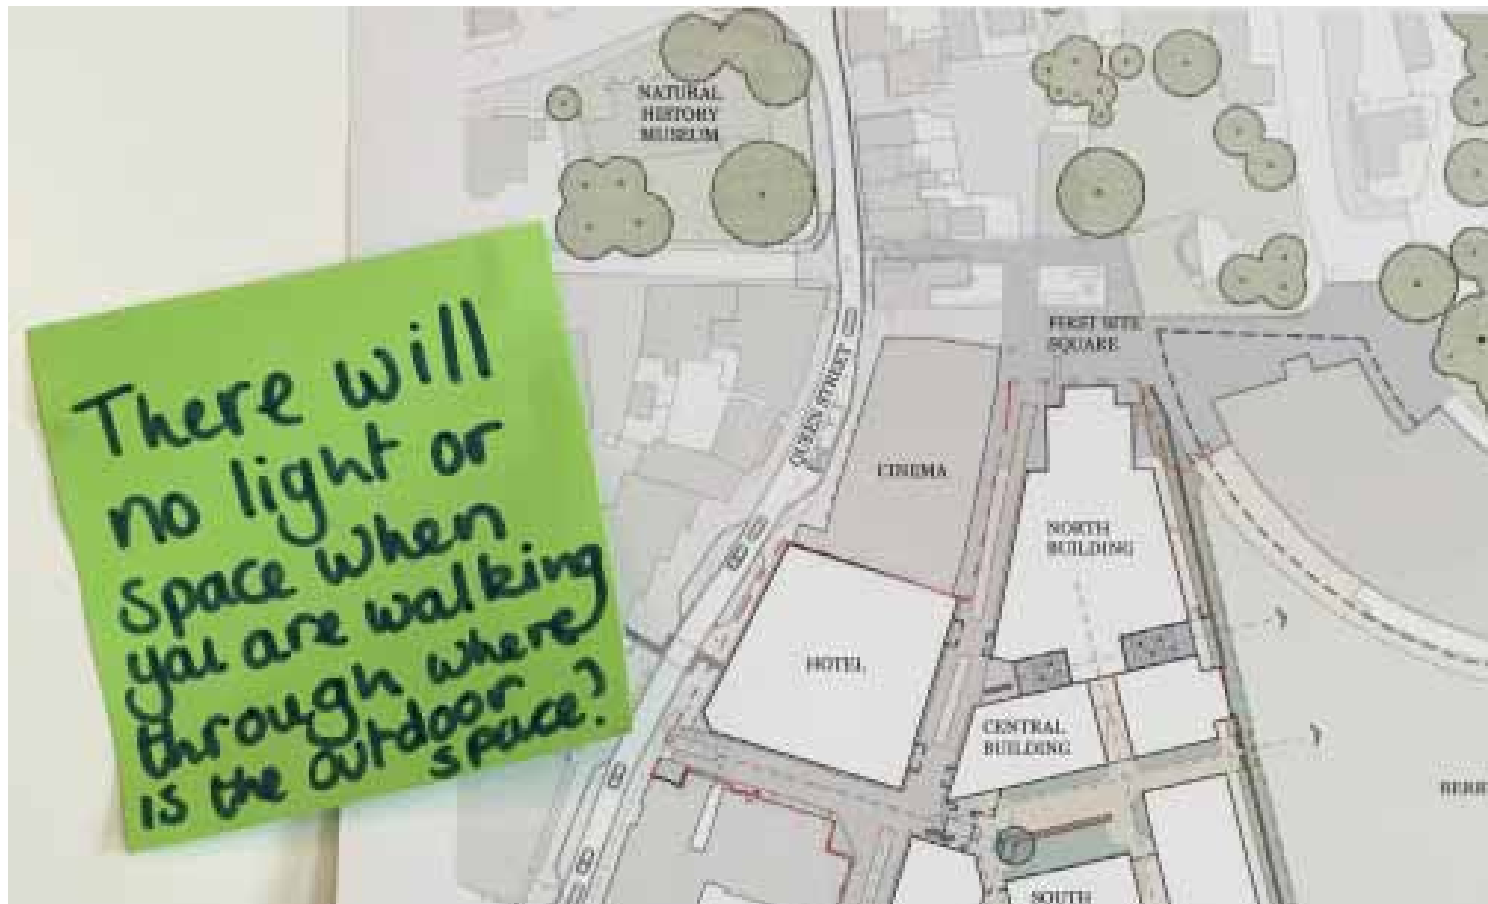 There will
no light or
space when
you are walking
through where
is the outdoor
space?
NATURAL
HISTORY
MUSEUM
FIRST SITE
SQUARE
QUEEN STREET
CINEMA
NORTH
BUILDING
HOTEL
CENTRAL
BUILDING
BERR
SOUTH